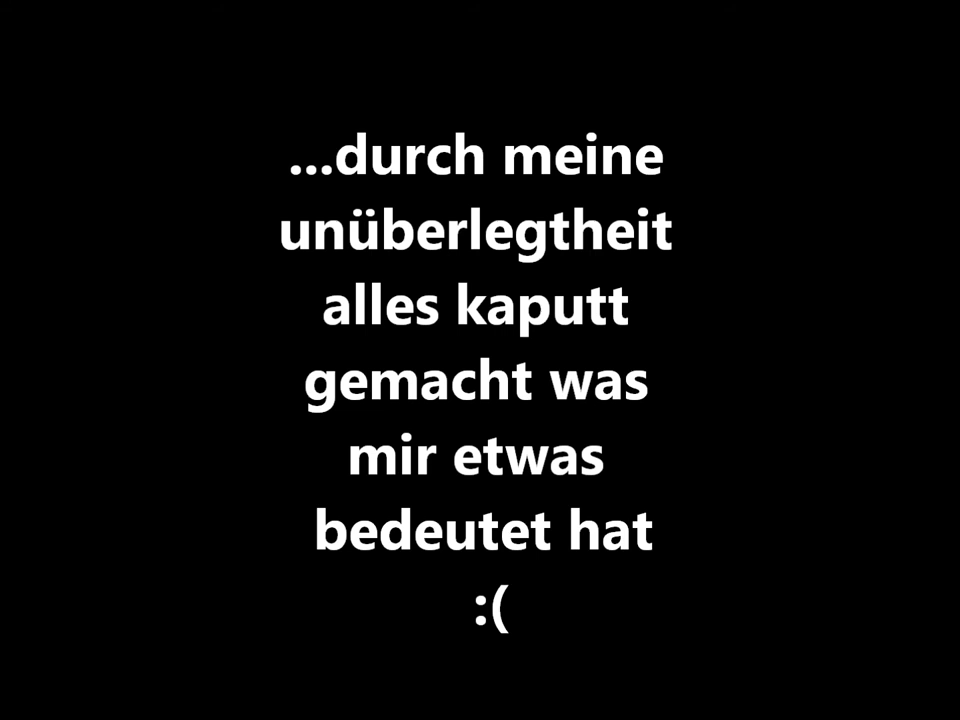 ...durch meine
unüberlegtheit
alles kaputt
gemacht was
mir etwas
bedeutet hat
:(